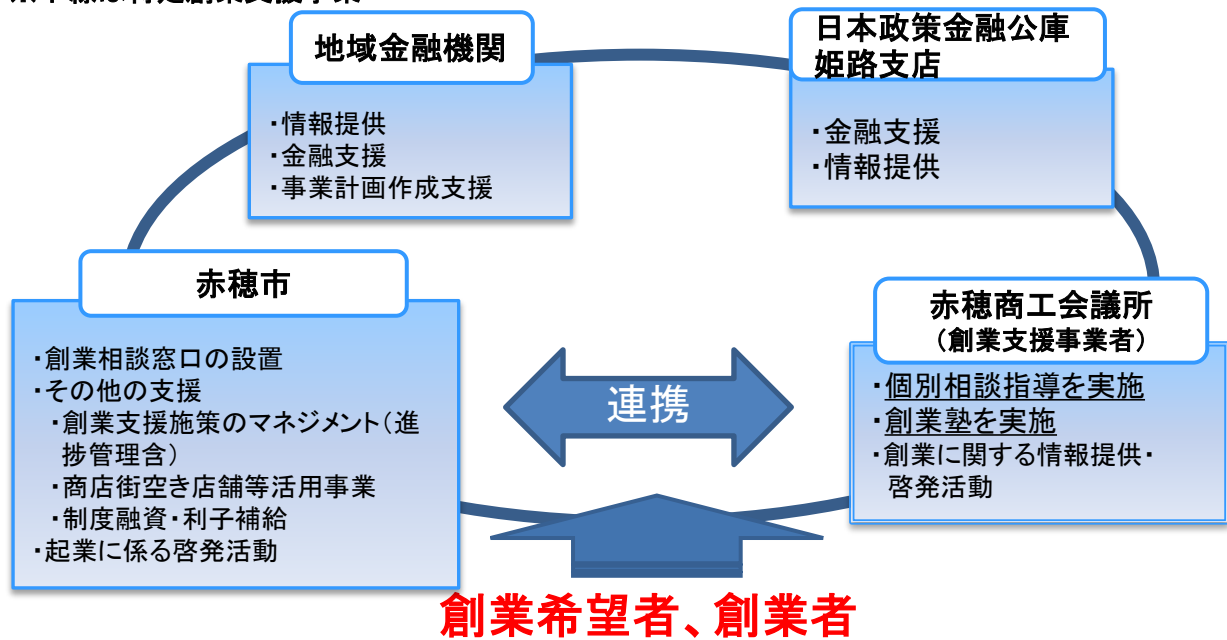 地域金融機関
・情報提供
・金融支援
・事業計画作成支援
日本政策金融公庫
姫路支店
・金融支援
・情報提供
赤穂市
・創業相談窓口の設置
・その他の支援
・創業支援施策のマネジメント（進
捗管理含）
・商店街空き店舗等活用事業
・制度融資・利子補給
・起業に係る啓発活動
連携
赤穂商工会議所
（創業支援事業者）
・個別相談指導を実施
・創業塾を実施
・創業に関する情報提供・
啓発活動
創業希望者、創業者